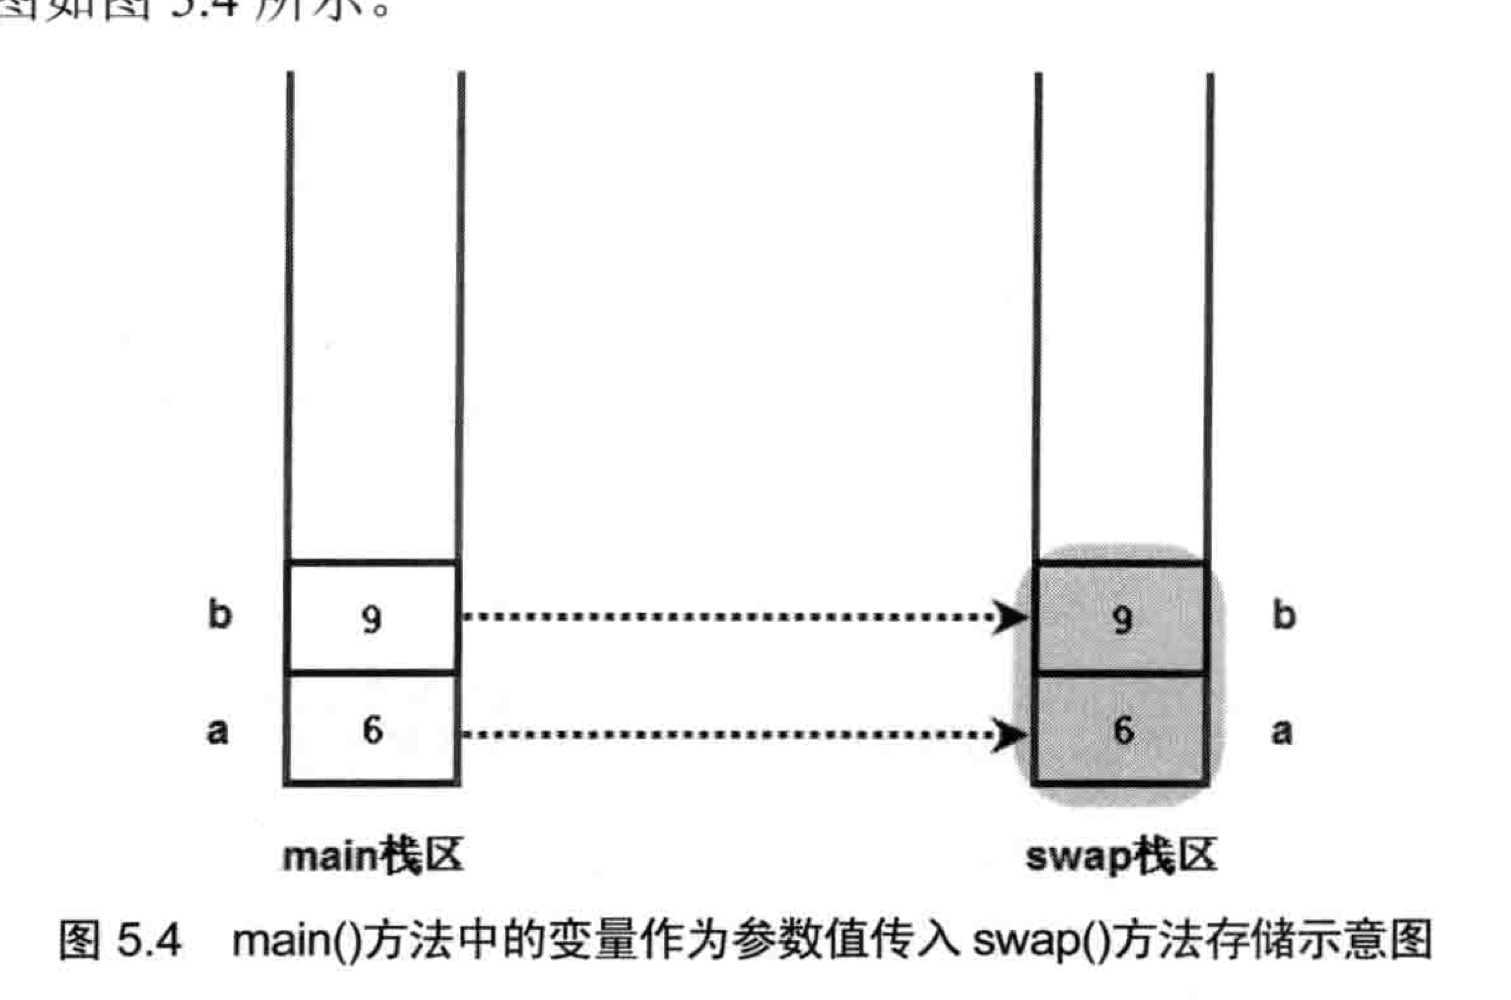 图如图 5.4 所示。
b 9 9 b
a 6 6 a
main栈区 swap栈区
图 5.4 main()方法中的变量作为参数值传入 swap()方法存储示意图